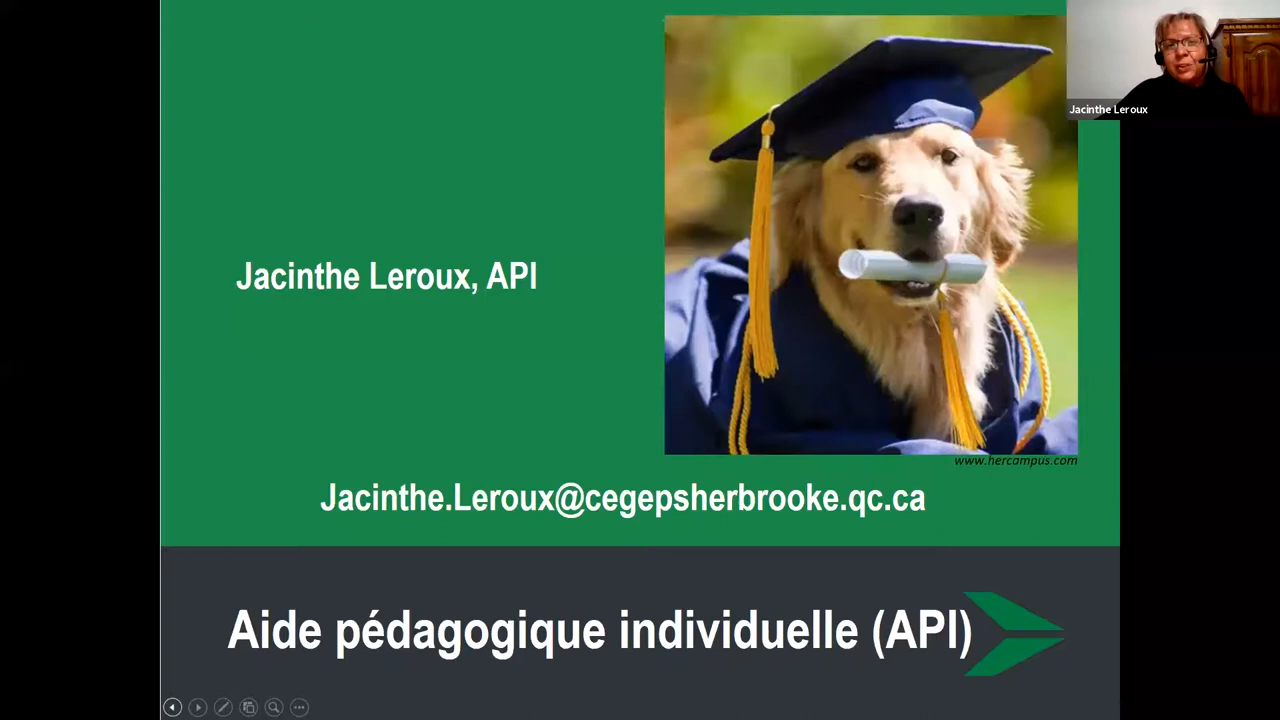 Jacinthe Leroux
Jacinthe Leroux, API
www.hercampus.com
Jacinthe.Leroux@cegepsherbrooke.qc.ca
Aide pédagogique individuelle (API)